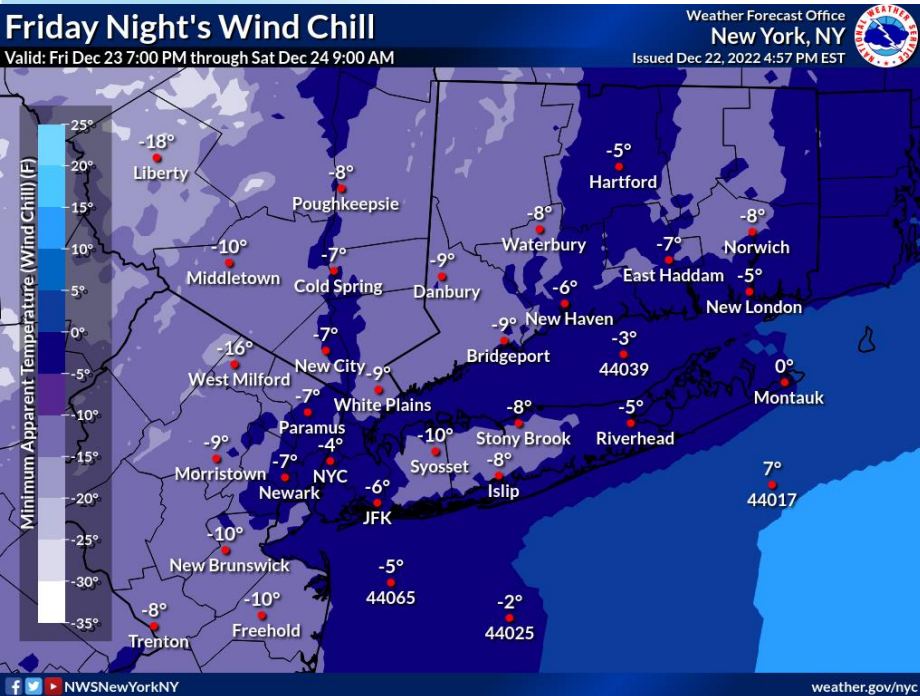 Friday Night's Wind Chill
Valid: Fri Dec 23 7:00 PM through Sat Dec 24 9:00 AM
Weather Forecast Office
New York, NY
Issued Dec 22, 2022 4:57 PM EST
NATIONAL WEATHER SERVICE
Minimum Apparent Temperature (Wind Chill) (F)
25°
20°
15°
10°
5°
0°
-5°
-10°
-15°
-20°
-25°
-30°
-35°
-18°
Liberty
-8°
Poughkeepsie
-5°
Hartford
-10°
Middletown
-7°
Cold Spring
-9°
Danbury
-8°
Waterbury
-7°
East Haddam
-8°
Norwich
-6°
New Haven
-5°
New London
-16°
West Milford
-7°
New City
-9°
White Plains
-9°
Bridgeport
-3°
44039
0°
Montauk
-7°
Paramus
-9°
Morristown
-7°
Newark
-4°
NYC
-6°
JFK
-10°
Syosset
-8°
Stony Brook
-8°
Islip
-5°
Riverhead
7°
44017
-10°
New Brunswick
-8°
Trenton
-10°
Freehold
-5°
44065
-2°
44025
NWSNewYorkNY
weather.gov/nyc